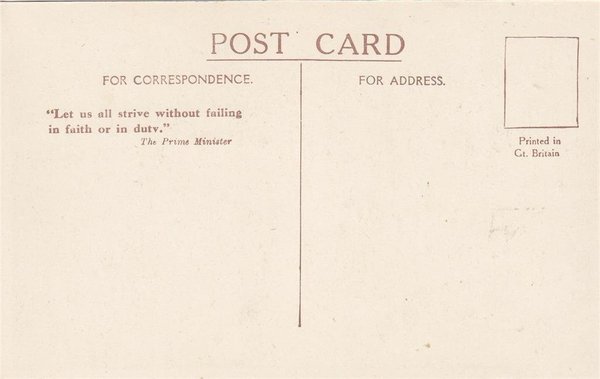 POST CARD
FOR CORRESPONDENCE.
FOR ADDRESS.
"Let us all strive without failing
in faith or in duty."
The Prime Minister
Printed in
Gt. Britain